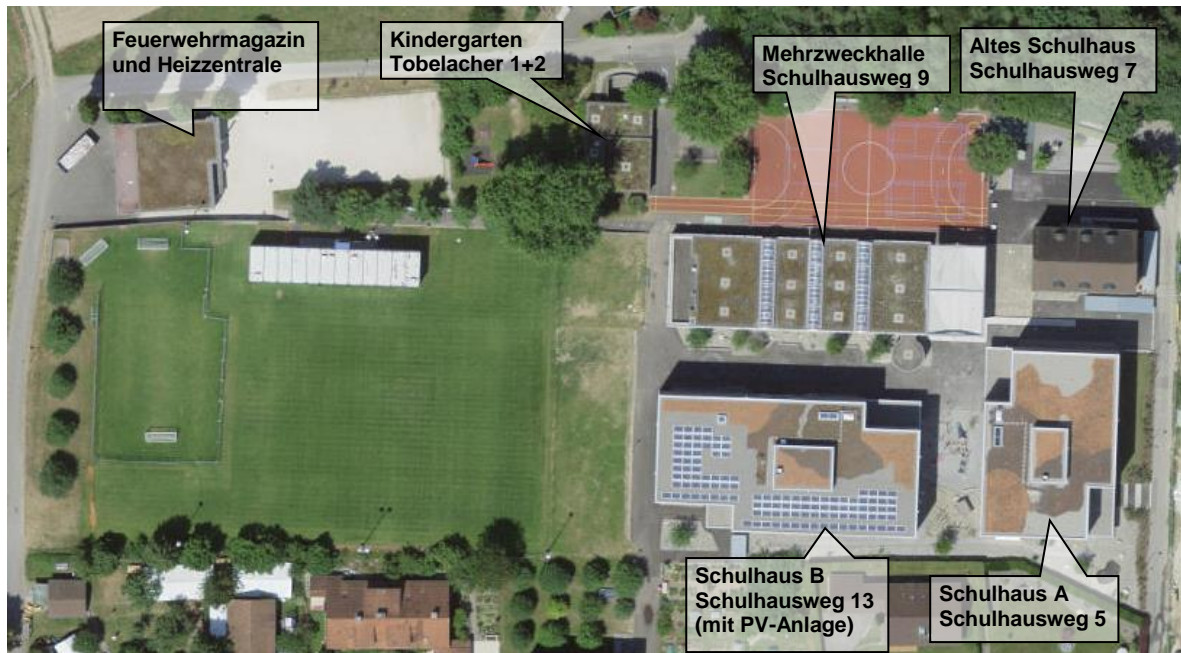 Feuerwehrmagazin
und Heizzentrale
Kindergarten
Tobelacher 1+2
Mehrzweckhalle
Schulhausweg 9
Altes Schulhaus
Schulhausweg 7
Schulhaus B
Schulhausweg 13
(mit PV-Anlage)
Schulhaus A
Schulhausweg 5